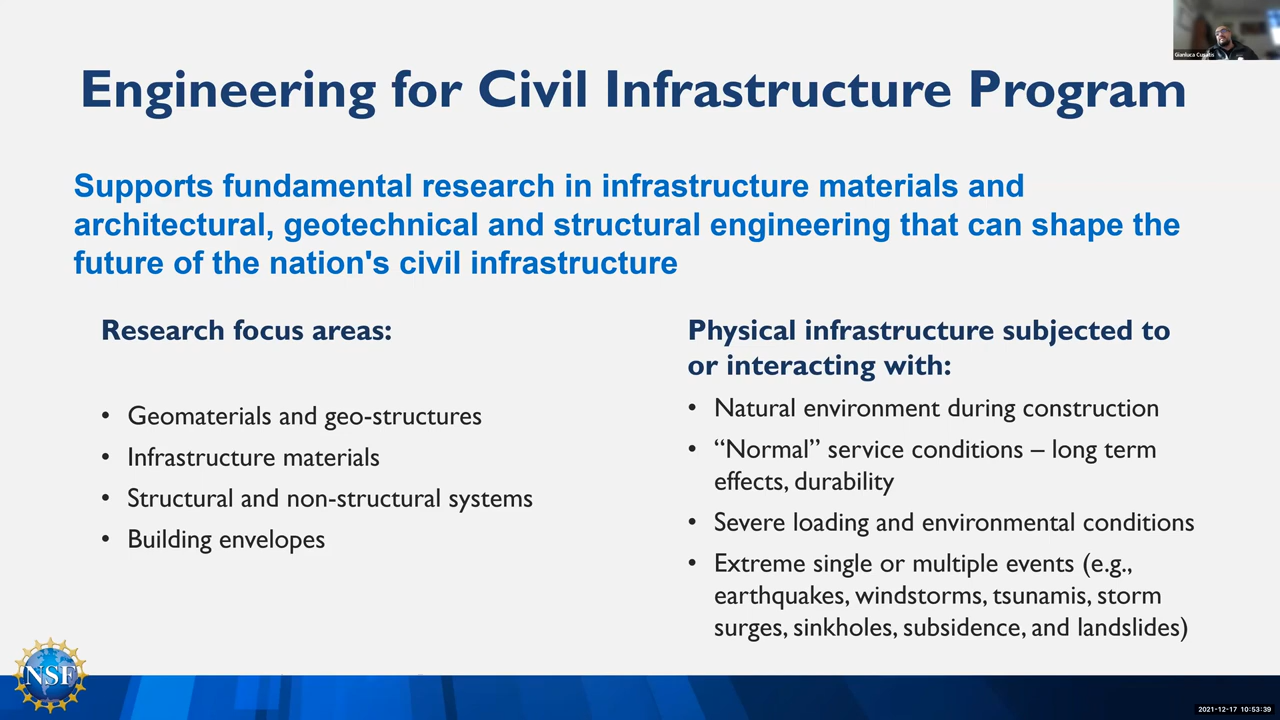 Gianluca Cusatis
Engineering for Civil Infrastructure Program
Supports fundamental research in infrastructure materials and
architectural, geotechnical and structural engineering that can shape the
future of the nation's civil infrastructure
Research focus areas:
• Geomaterials and geo-structures
• Infrastructure materials
• Structural and non-structural systems
• Building envelopes
Physical infrastructure subjected to
or interacting with:
• Natural environment during construction
• “Normal” service conditions – long term
effects, durability
• Severe loading and environmental conditions
• Extreme single or multiple events (e.g.,
earthquakes, windstorms, tsunamis, storm
surges, sinkholes, subsidence, and landslides)
NSF
2021-12-17 10:53:39